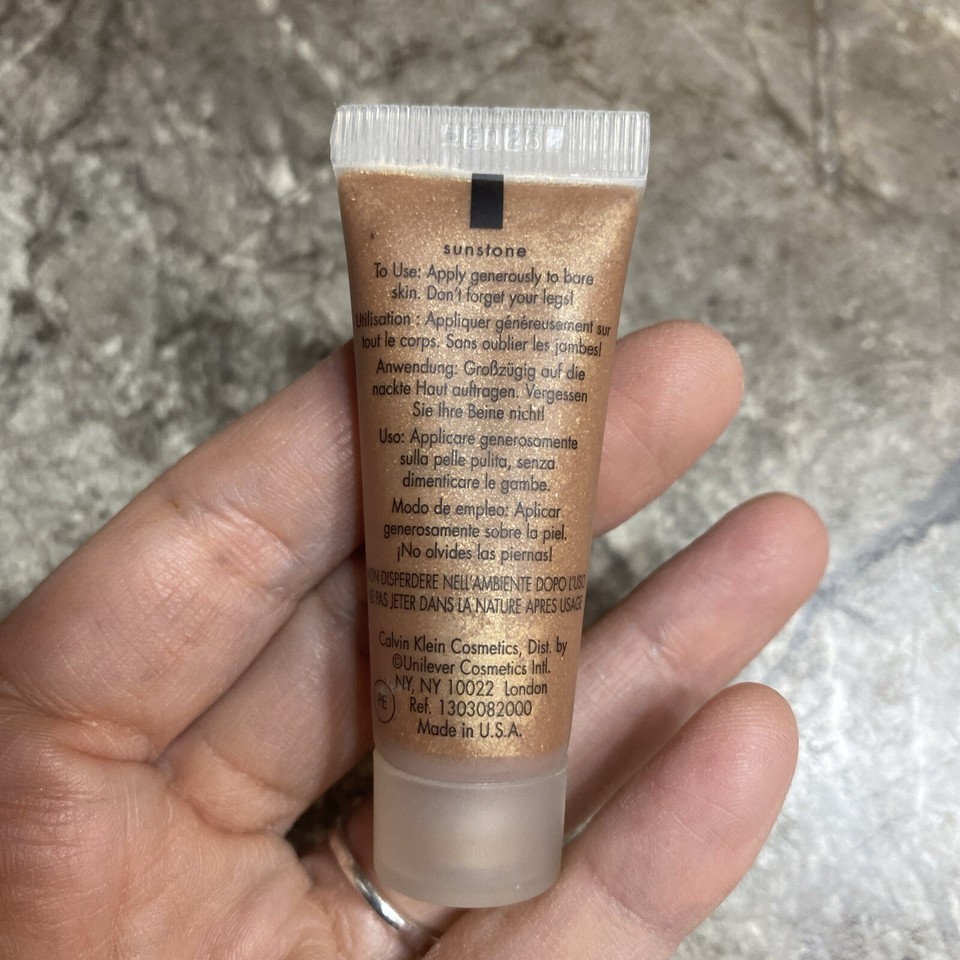 sunstone
To Use: Apply generously to bare
skin. Don't forget your legs!
Utilisation : Appliquer généreusement sur
tout le corps. Sans oublier les jambes!
Anwendung: Großzügig auf die
nackte Haut auftragen. Vergessen
Sie Ihre Beine nicht!
Uso: Applicare generosamente
sulla pelle pulita, senza
dimenticare le gambe.
Modo de empleo: Aplicar
generosamente sobre la piel.
¡No olvides las piernas!
DISPERDERE NELL'AMBIENTE DOPO L'USO
PAS JETER DANS LA NATURE APRES USAGE
Calvin Klein Cosmetics, Dist. by
©Unilever Cosmetics Intl.
NY, NY 10022 London
PE
Ref. 1303082000
Made in U.S.A.